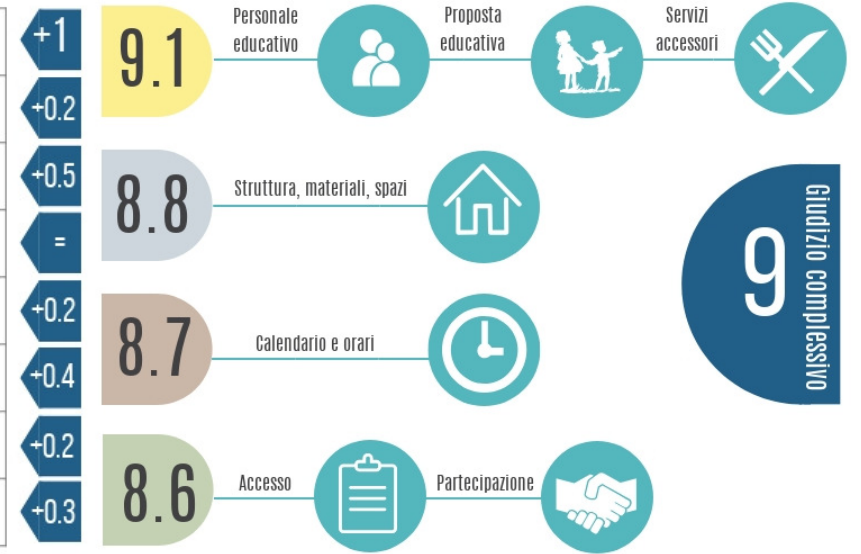 +1
+0.2
+0.5
=
+0.2
+0.4
+0.2
+0.3
9.1
Personale
educativo
Proposta
educativa
Servizi
accessori
8.8
Struttura, materiali, spazi
8.7
Calendario e orari
8.6
Accesso
Partecipazione
9
Giudizio complessivo